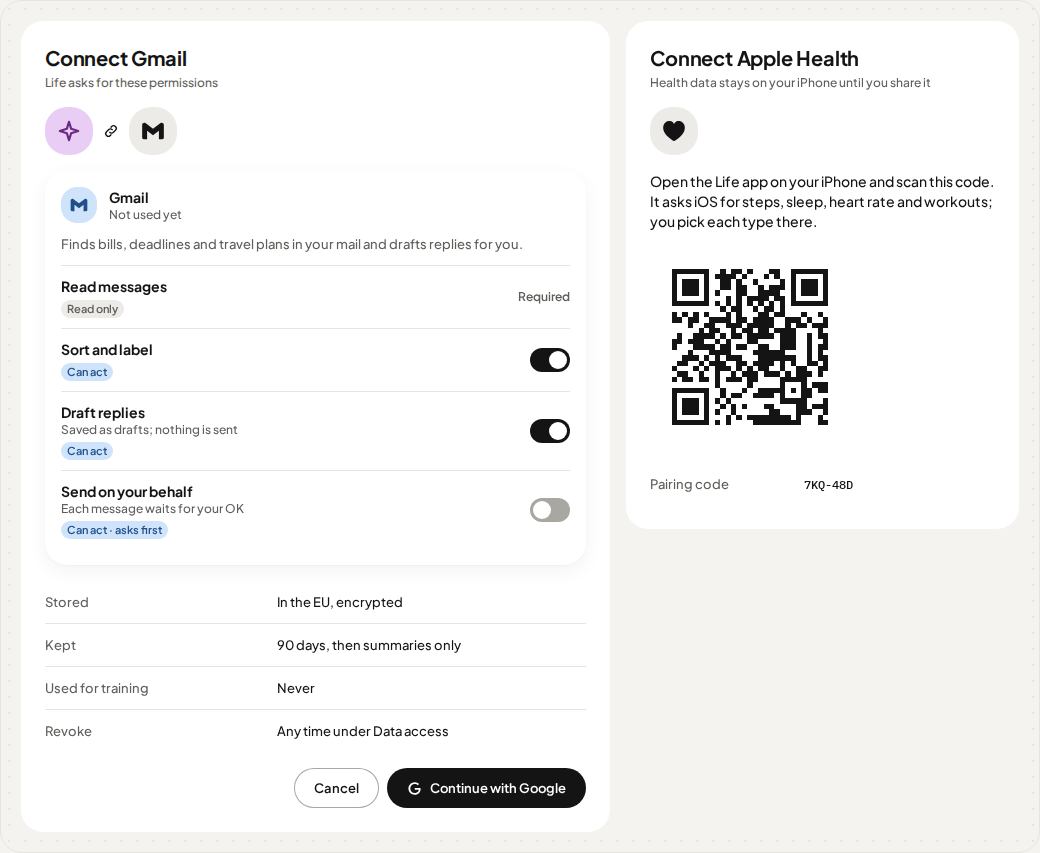 Connect Gmail
Life asks for these permissions
Gmail
Not used yet
Finds bills, deadlines and travel plans in your mail and drafts replies for you.
Read messages
Read only
Required
Sort and label
Can act
Draft replies
Saved as drafts; nothing is sent
Can act
Send on your behalf
Each message waits for your OK
Can act · asks first
Stored In the EU, encrypted
Kept 90 days, then summaries only
Used for training Never
Revoke Any time under Data access
Cancel
Continue with Google
Connect Apple Health
Health data stays on your iPhone until you share it
Open the Life app on your iPhone and scan this code.
It asks iOS for steps, sleep, heart rate and workouts;
you pick each type there.
Pairing code 7KQ-48D